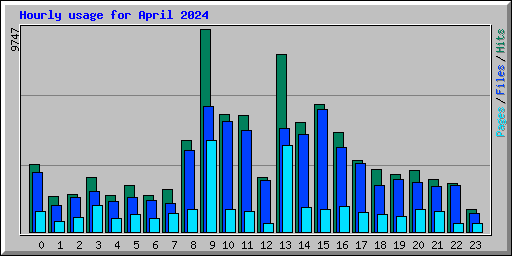 Hourly usage for April 2024
9747
Pages/Files/Hits
0 1 2 3 4 5 6 7 8 9 10 11 12 13 14 15 16 17 18 19 20 21 22 23